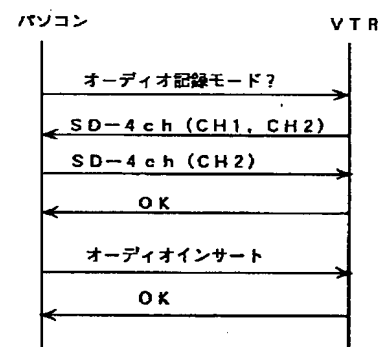 パソコン
VTR
オーディオ記録モード?
SD-4ch (CH1, CH2)
SD-4ch (CH2)
OK
オーディオインサート
OK